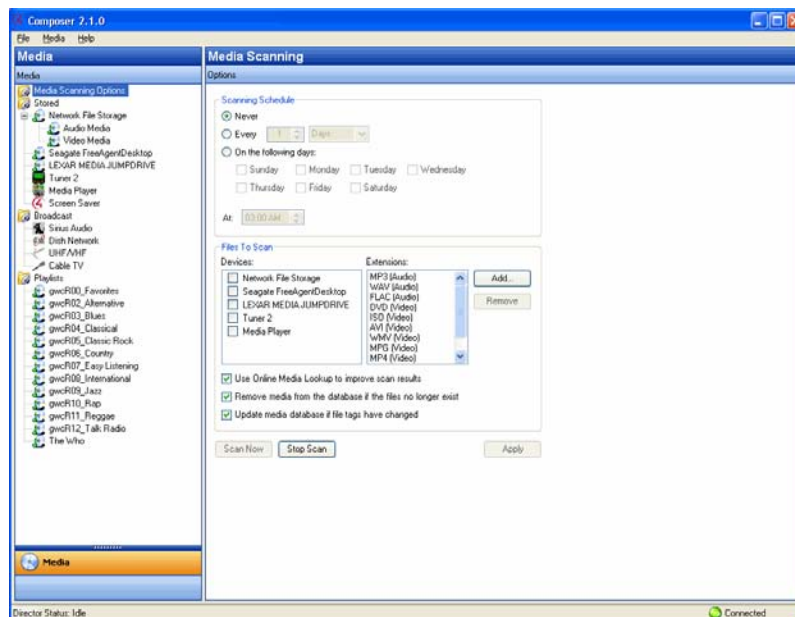 Composer 2.1.0
File Media Help
Media
Media
Media Scanning Options
Stored
Network File Storage
Audio Media
Video Media
Seagate FreeAgentDesktop
LEXAR MEDIA JUMPDRIVE
Tuner 2
Media Player
Screen Saver
Broadcast
Sirius Audio
Dish Network
UHF/VHF
Cable TV
Playlists
gwcR00_Favorites
gwcR02_Alternative
gwcR03_Blues
gwcR04_Classical
gwcR05_Classic Rock
gwcR06_Country
gwcR07_Easy Listening
gwcR08_International
gwcR09_Jazz
gwcR10_Rap
gwcR11_Reggae
gwcR12_Talk Radio
The Who
Media
Media Scanning
Options
Scanning Schedule
Never
Every 1 Days
On the following days:
Sunday Monday Tuesday Wednesday
Thursday Friday Saturday
At: 03:00 AM
Files To Scan
Devices:
Network File Storage
Seagate FreeAgentDesktop
LEXAR MEDIA JUMPDRIVE
Tuner 2
Media Player
Extensions:
MP3 (Audio)
WAV (Audio)
FLAC (Audio)
DVD (Video)
ISO (Video)
AVI (Video)
WMV (Video)
MPG (Video)
MP4 (Video)
Add...
Remove
Use Online Media Lookup to improve scan results
Remove media from the database if the files no longer exist
Update media database if file tags have changed
Scan Now Stop Scan Apply
Director Status: Idle Connected